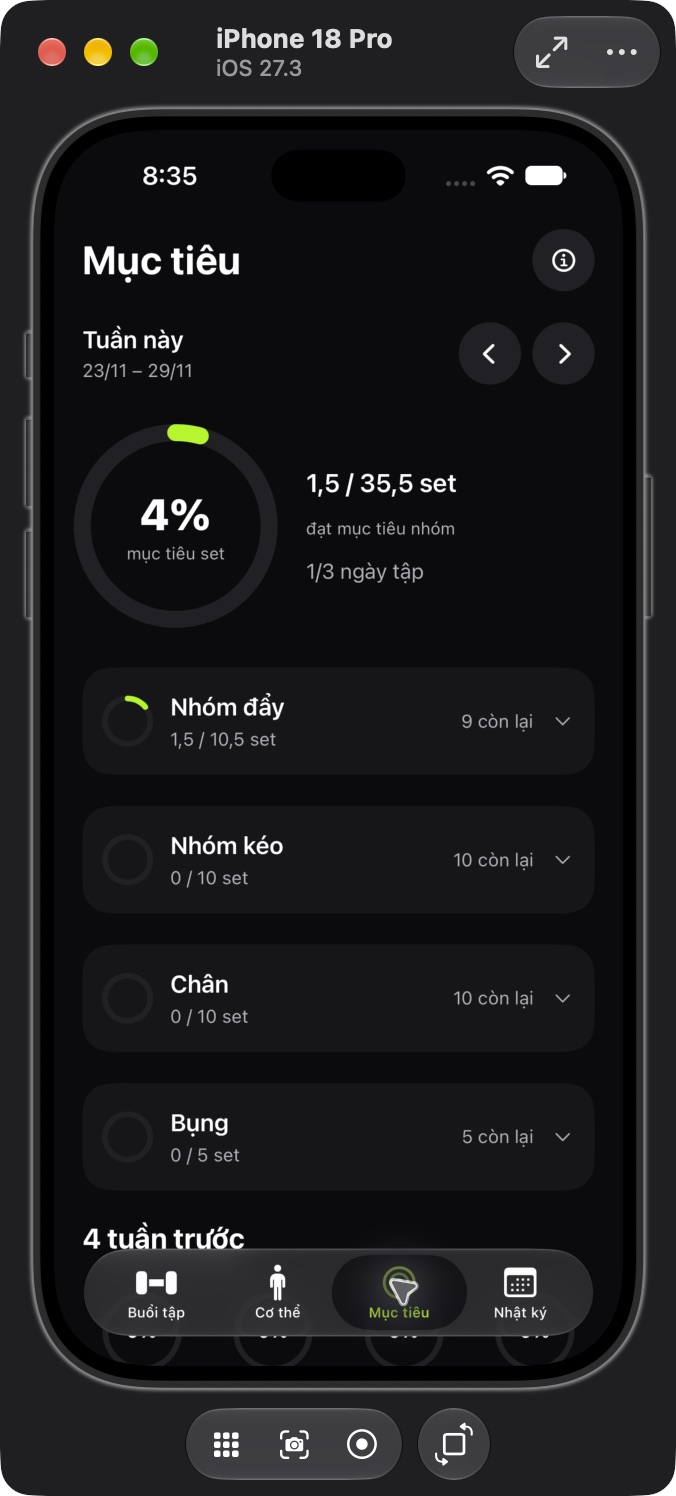 iPhone 18 Pro
iOS 27.3
8:35
Mục tiêu
Tuần này
23/11 – 29/11
4%
mục tiêu set
1,5 / 35,5 set
đạt mục tiêu nhóm
1/3 ngày tập
Nhóm đẩy
1,5 / 10,5 set
9 còn lại
Nhóm kéo
0 / 10 set
10 còn lại
Chân
0 / 10 set
10 còn lại
Bụng
0 / 5 set
5 còn lại
4 tuần trước
Buổi tập
Cơ thể
Mục tiêu
Nhật ký